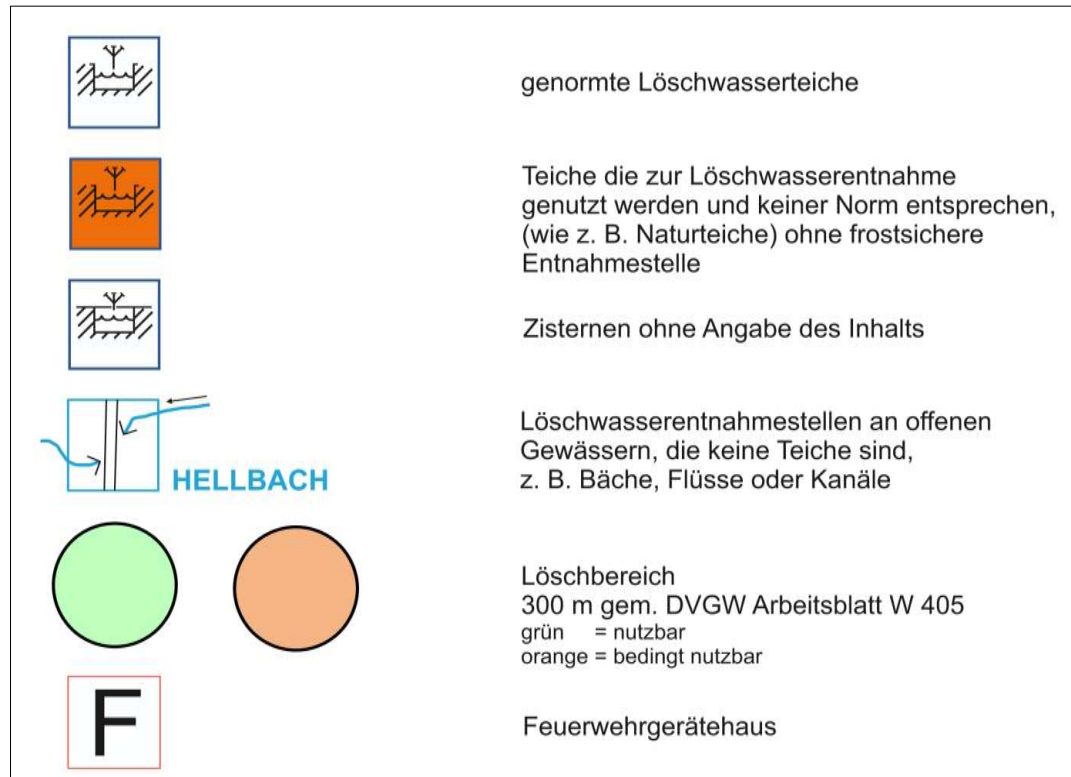 genormte Löschwasserteiche
Teiche die zur Löschwasserentnahme
genutzt werden und keiner Norm entsprechen,
(wie z. B. Naturteiche) ohne frostsichere
Entnahmestelle
Zisternen ohne Angabe des Inhalts
HELLBACH
Löschwasserentnahmestellen an offenen
Gewässern, die keine Teiche sind,
z. B. Bäche, Flüsse oder Kanäle
Löschbereich
300 m gem. DVGW Arbeitsblatt W 405
grün = nutzbar
orange = bedingt nutzbar
F
Feuerwehrgerätehaus